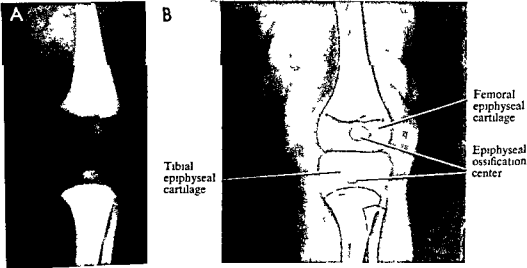 A
B
Femoral
epiphyseal
cartilage
Epiphyseal
ossification
center
Tibial
epiphyseal
cartilage